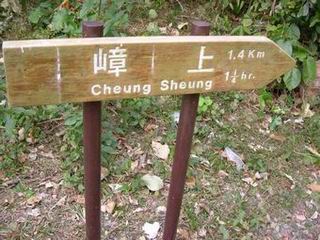 嶂上 1.4 Km
Cheung Sheung 1¼ hr.